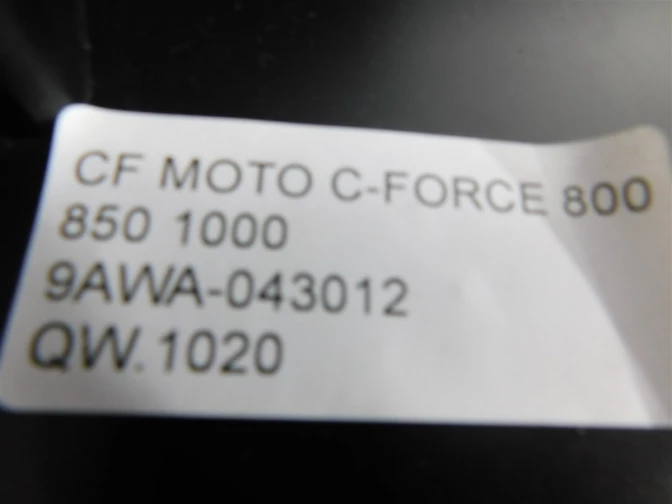 CF MOTO C-FORCE 800
850 1000
9AWA-043012
QW.1020